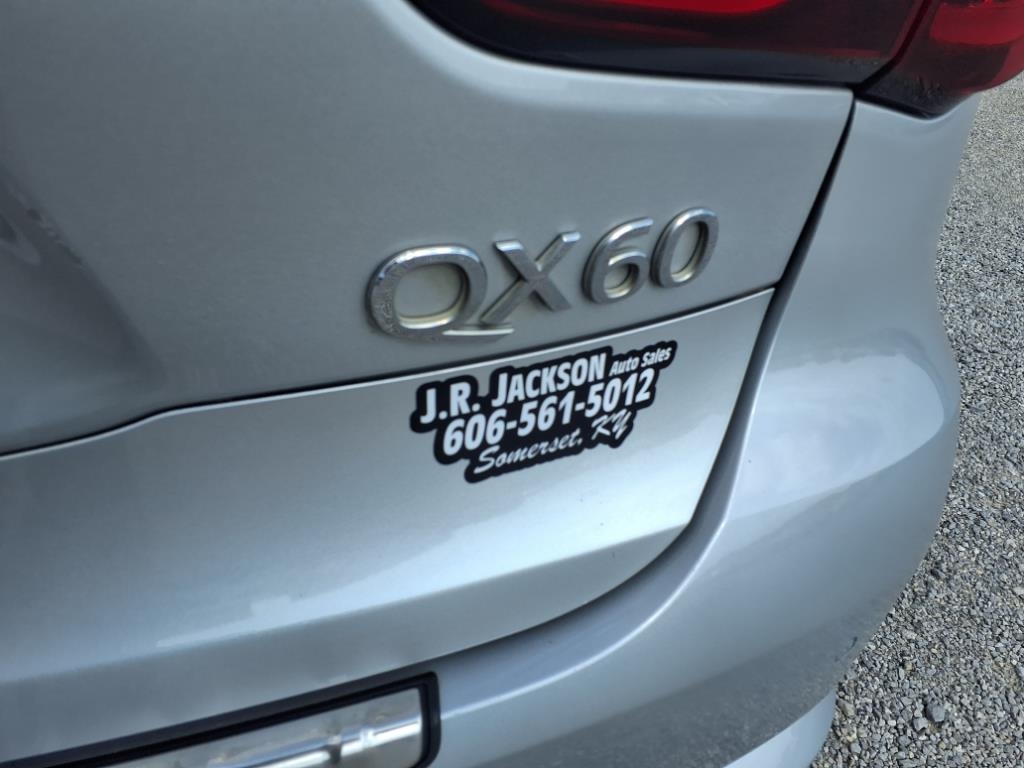 QX60
J.R. JACKSON Auto Sales
606-561-5012
Somerset, KY